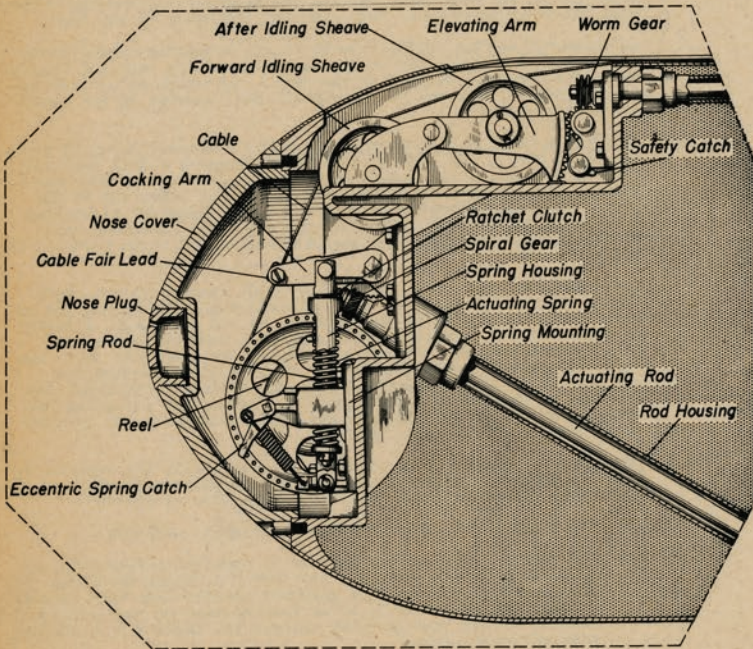 After Idling Sheave
Elevating Arm
Worm Gear
Forward Idling Sheave
Cable
Safety Catch
Cocking Arm
Nose Cover
Ratchet Clutch
Cable Fair Lead
Spiral Gear
Spring Housing
Nose Plug
Actuating Spring
Spring Rod
Spring Mounting
Actuating Rod
Rod Housing
Reel
Eccentric Spring Catch